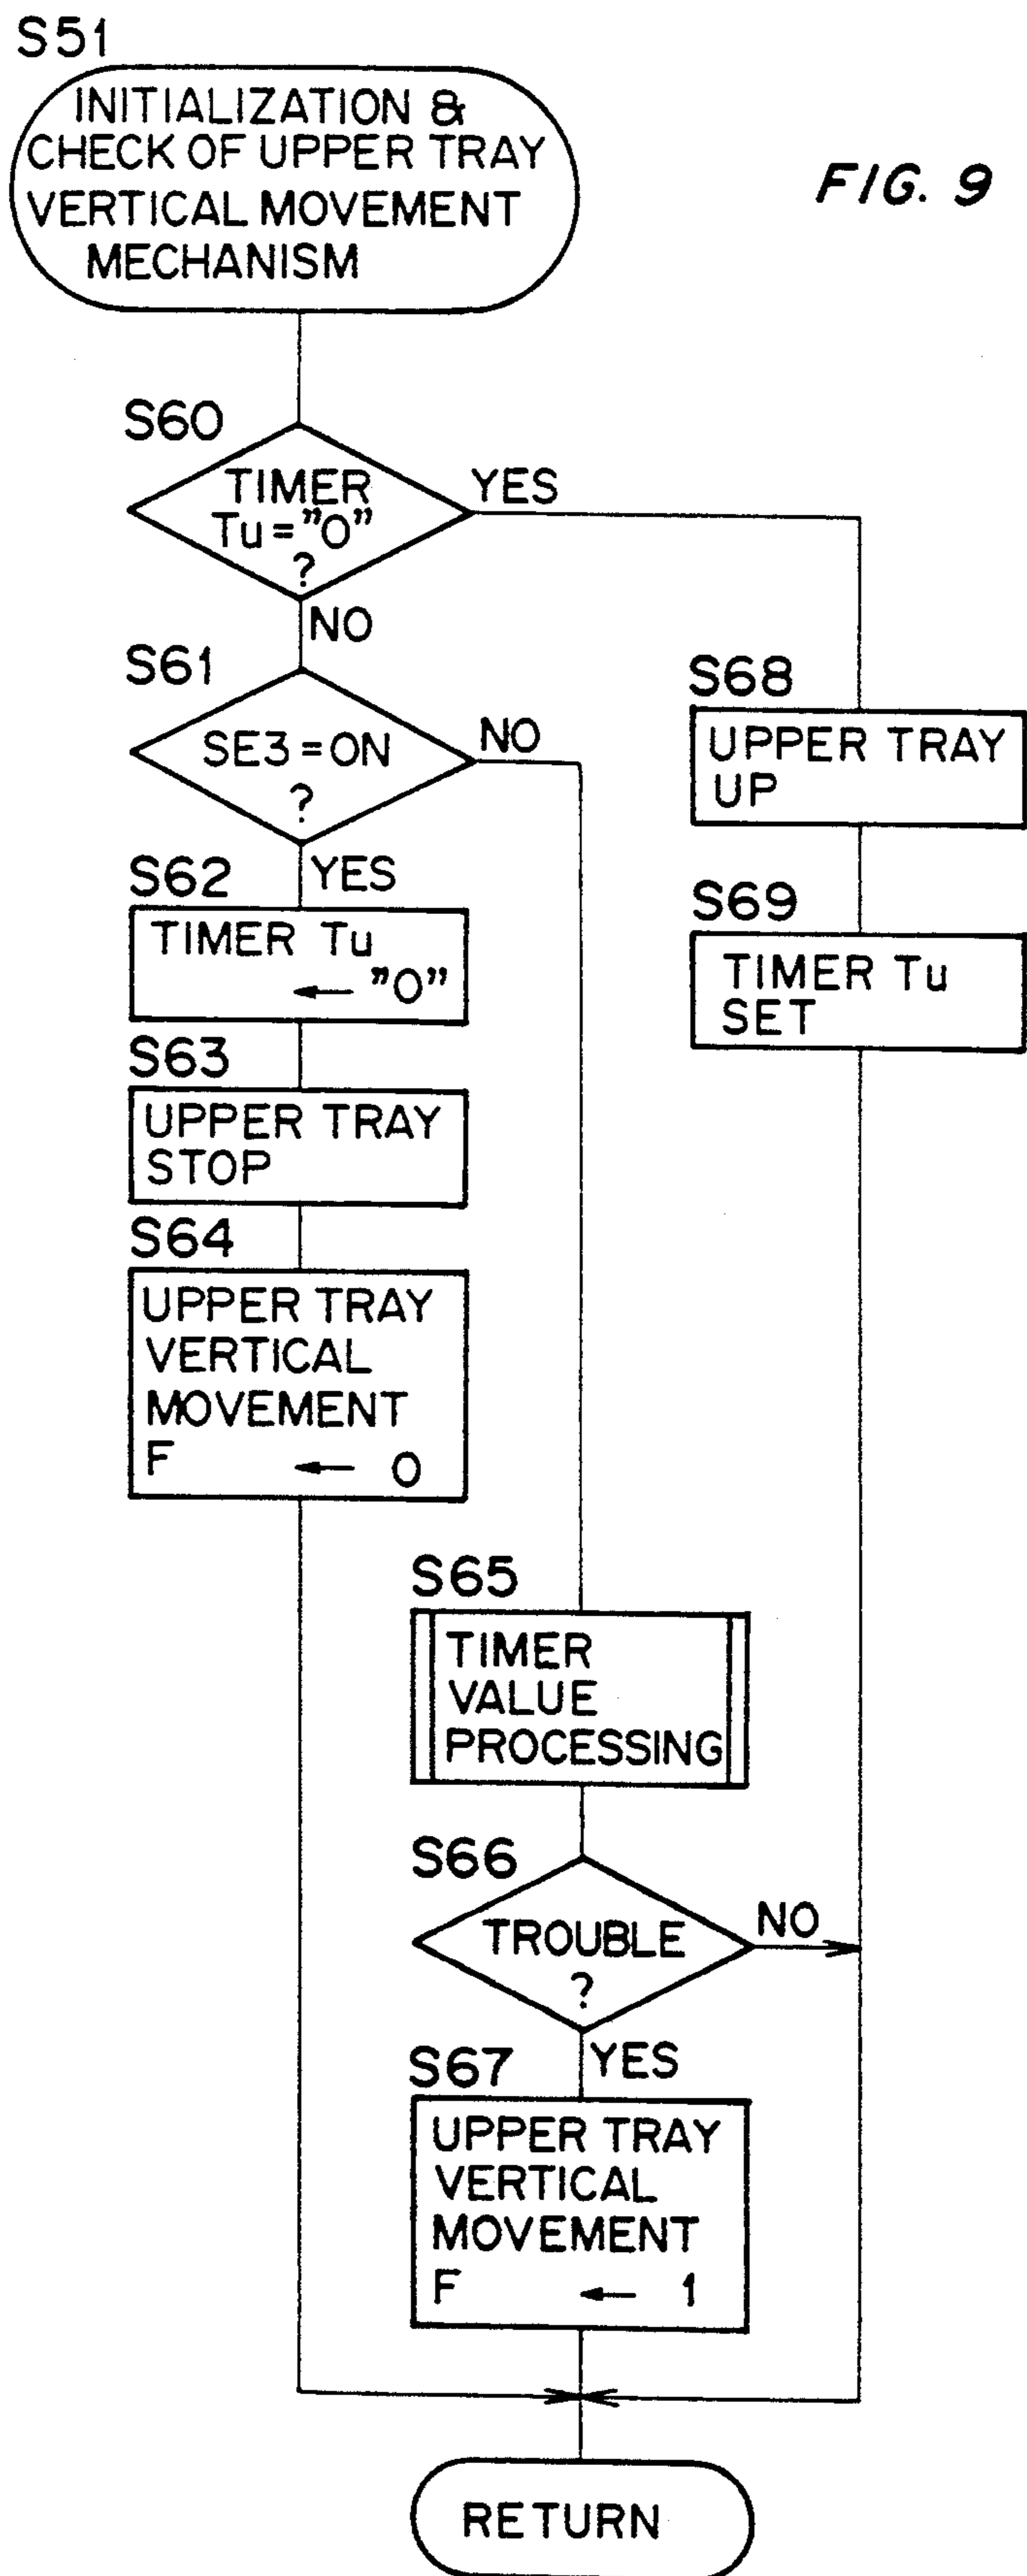 S51
INITIALIZATION &
CHECK OF UPPER TRAY
VERTICAL MOVEMENT
MECHANISM
FIG. 9
S60
TIMER
Tu="0"
?
YES
NO
S61
SE3=ON
?
NO
YES
S62
TIMER Tu
← "0"
S63
UPPER TRAY
STOP
S64
UPPER TRAY
VERTICAL
MOVEMENT
F ← 0
S68
UPPER TRAY
UP
S69
TIMER Tu
SET
S65
TIMER
VALUE
PROCESSING
S66
TROUBLE
?
NO
YES
S67
UPPER TRAY
VERTICAL
MOVEMENT
F ← 1
RETURN